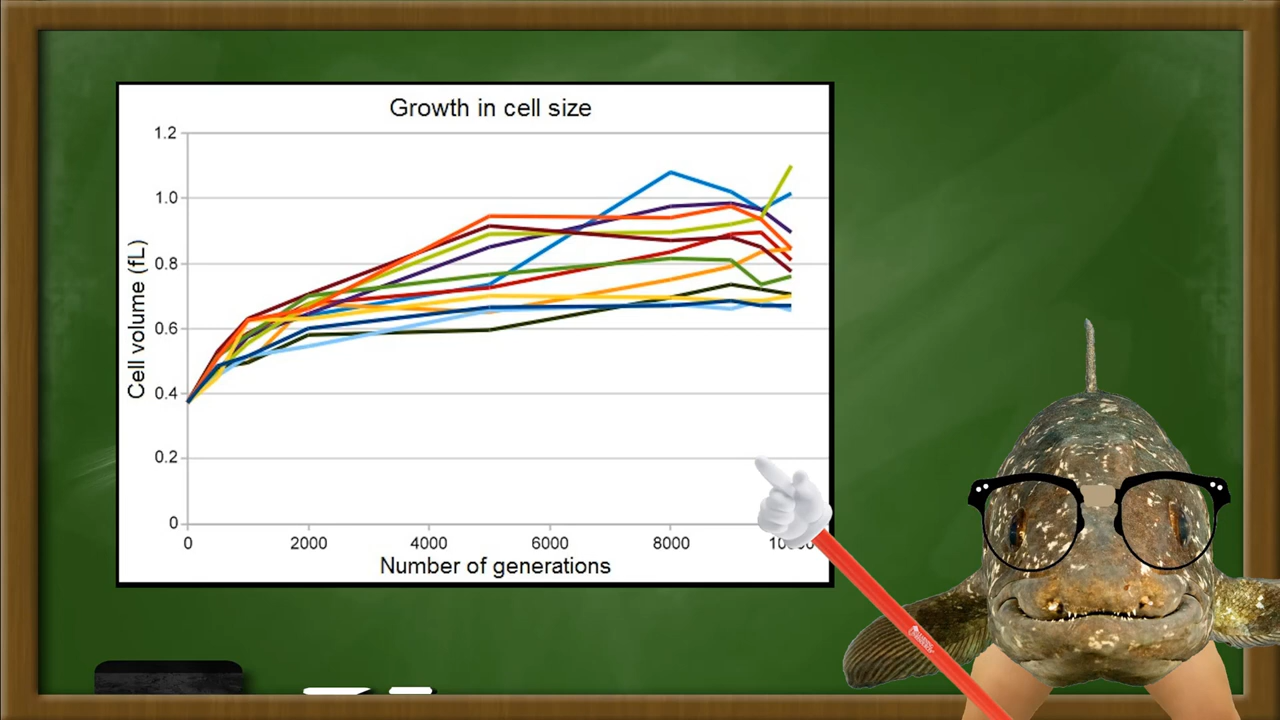 Growth in cell size
1.2
1.0
0.8
0.6
0.4
0.2
0
Cell volume (fL)
0 2000 4000 6000 8000
Number of generations